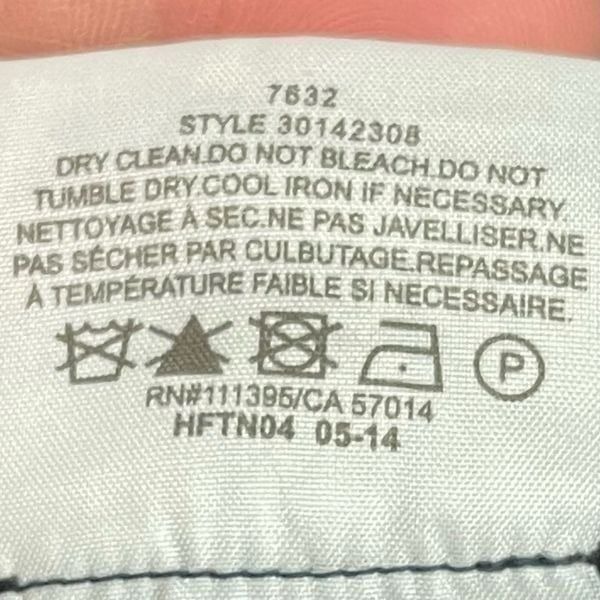 7632
STYLE 30142308
DRY CLEAN.DO NOT BLEACH.DO NOT
TUMBLE DRY.COOL IRON IF NECESSARY.
NETTOYAGE À SEC.NE PAS JAVELLISER.NE
PAS SÉCHER PAR CULBUTAGE.REPASSAGE
À TEMPÉRATURE FAIBLE SI NECESSAIRE.
P
RN#111395/CA 57014
HFTN04 05-14